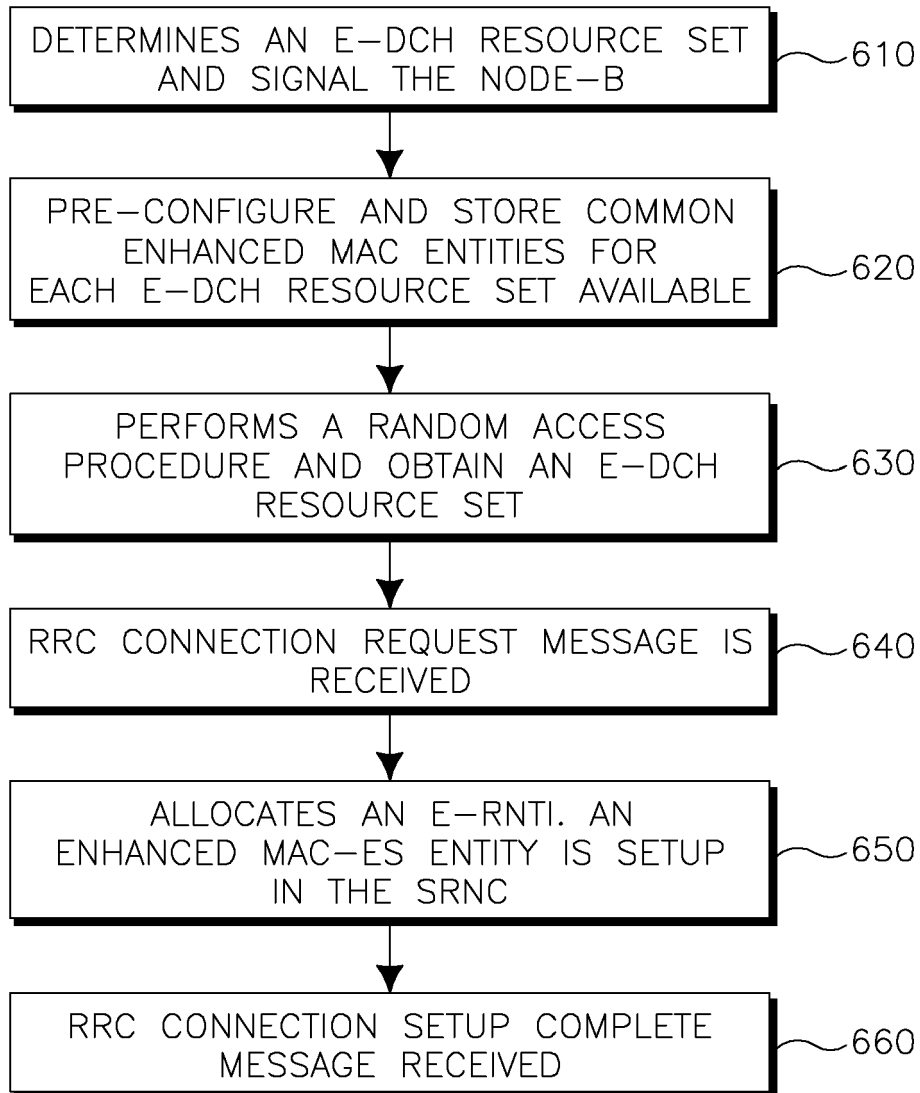 DETERMINES AN E-DCH RESOURCE SET
AND SIGNAL THE NODE-B
610
PRE-CONFIGURE AND STORE COMMON
ENHANCED MAC ENTITIES FOR
EACH E-DCH RESOURCE SET AVAILABLE
620
PERFORMS A RANDOM ACCESS
PROCEDURE AND OBTAIN AN E-DCH
RESOURCE SET
630
RRC CONNECTION REQUEST MESSAGE IS
RECEIVED
640
ALLOCATES AN E-RNTI. AN
ENHANCED MAC-ES ENTITY IS SETUP
IN THE SRNC
650
RRC CONNECTION SETUP COMPLETE
MESSAGE RECEIVED
660